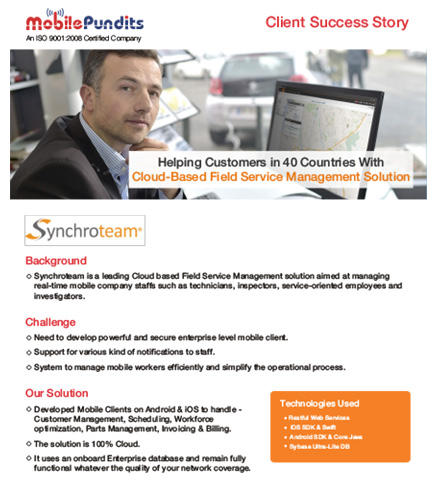 mobilePundits
Client Success Story
An ISO 9001:2008 Certified Company
Helping Customers in 40 Countries With
Cloud-Based Field Service Management Solution
Synchroteam
Background
Synchroteam is a leading Cloud based Field Service Management solution aimed at managing
real-time mobile company staffs such as technicians, inspectors, service-oriented employees and
investigators.
Challenge
Need to develop powerful and secure enterprise level mobile client.
Support for various kind of notifications to staff.
System to manage mobile workers efficiently and simplify the operational process.
Our Solution
Developed Mobile Clients on Android & iOS to handle -
Customer Management, Scheduling, Workforce
optimization, Parts Management, Invoicing & Billing.
The solution is 100% Cloud.
It uses an onboard Enterprise database and remain fully
functional whatever the quality of your network coverage.
Technologies Used
• Restful Web Services
• iOS SDK & Swift
• Android SDK & Core Java
• Sybase Ultra-Lite DB